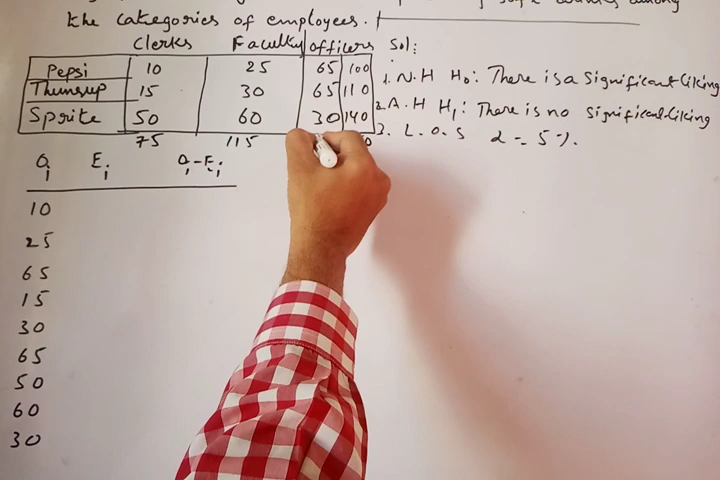 the categories of employees.
Clerks Faculty officers Sol:
Pepsi 10 25 65 100
Thumsup 15 30 65 110
Sprite 50 60 30 140
75 115 0
1. N.H H₀: There is a significant liking
2. A.H H₁: There is no significant liking
3. L.O.S α = 5%.
Oᵢ Eᵢ Oᵢ-Eᵢ
10
25
65
15
30
65
50
60
30